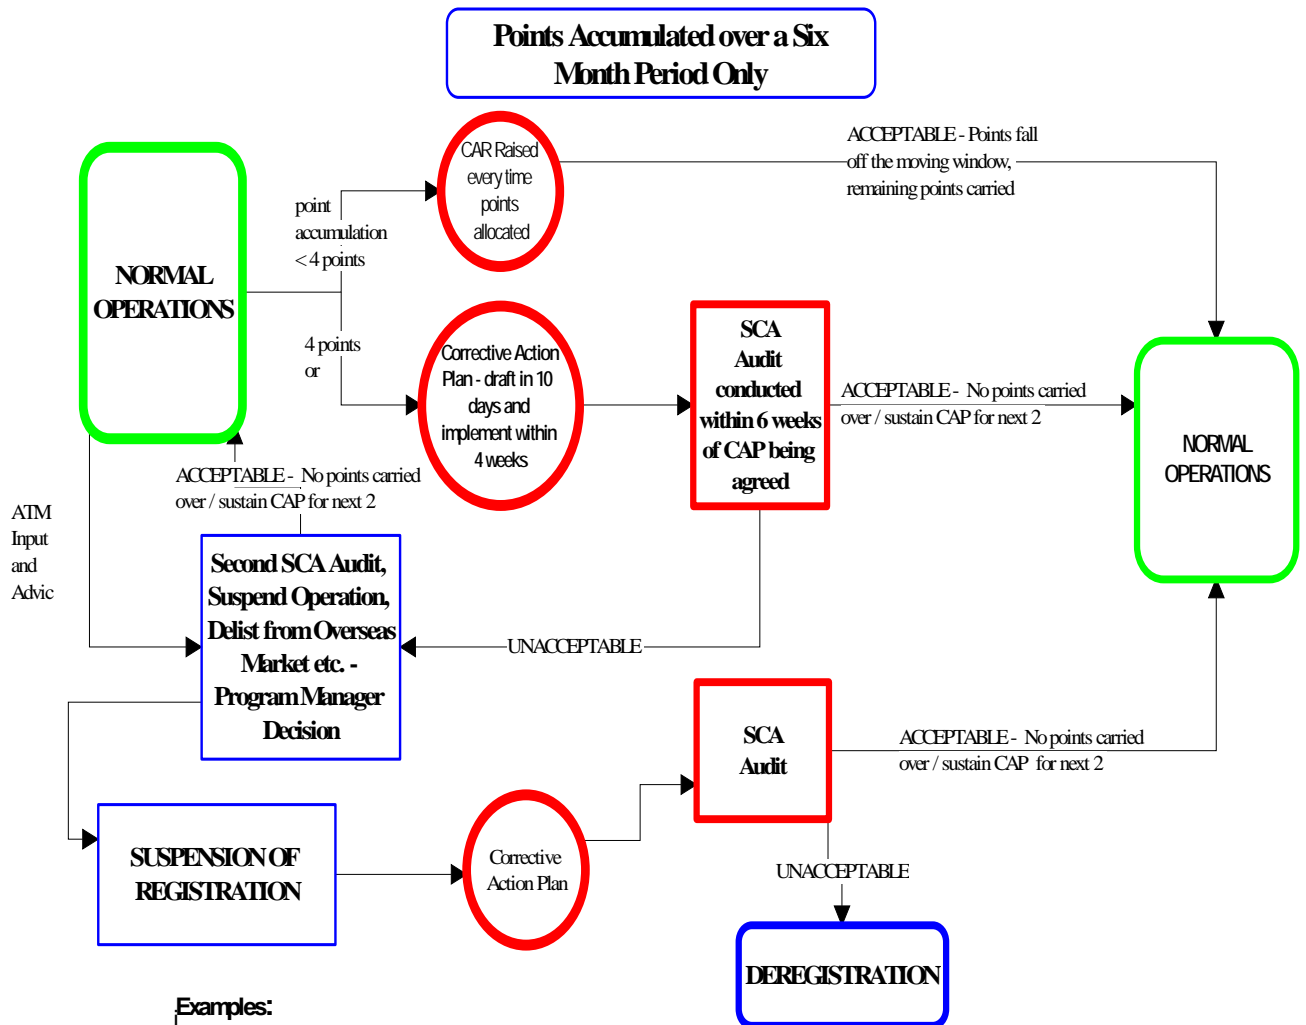 Points Accumulated over a Six
Month Period Only
CAR Raised
every time
points
allocated
ACCEPTABLE - Points fall
off the moving window,
remaining points carried
point
accumulation
< 4 points
NORMAL
OPERATIONS
4 points
or
Corrective Action
Plan - draft in 10
days and
implement within
4 weeks
SCA
Audit
conducted
within 6 weeks
of CAP being
agreed
ACCEPTABLE - No points carried
over / sustain CAP for next 2
NORMAL
OPERATIONS
ACCEPTABLE - No points carried
over / sustain CAP for next 2
ATM
Input
and
Advic
Second SCA Audit,
Suspend Operation,
Delist from Overseas
Market etc. -
Program Manager
Decision
UNACCEPTABLE
SCA
Audit
ACCEPTABLE - No points carried
over / sustain CAP for next 2
SUSPENSION OF
REGISTRATION
Corrective
Action Plan
UNACCEPTABLE
DEREGISTRATION
Examples: